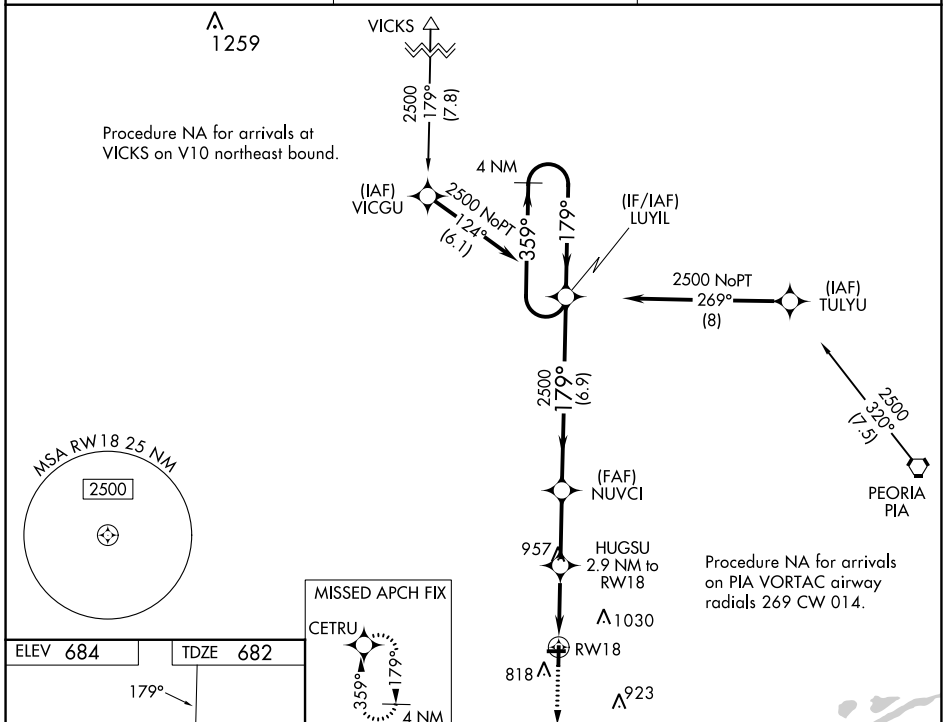 1259
VICKS
2500
179°
(7.8)
Procedure NA for arrivals at
VICKS on V10 northeast bound.
4 NM
(IAF)
VICGU
2500 NoPT
124°
(6.1)
359°
179°
(IF/IAF)
LUYIL
2500 NoPT
269°
(8)
(IAF)
TULYU
2500
179°
(6.9)
2500
320°
(7.5)
PEORIA
PIA
MSA RW18 25 NM
2500
(FAF)
NUVCI
957
HUGSU
2.9 NM to
RW18
Procedure NA for arrivals
on PIA VORTAC airway
radials 269 CW 014.
1030
RW18
818
923
MISSED APCH FIX
CETRU
359°
179°
4 NM
ELEV 684
TDZE 682
179°